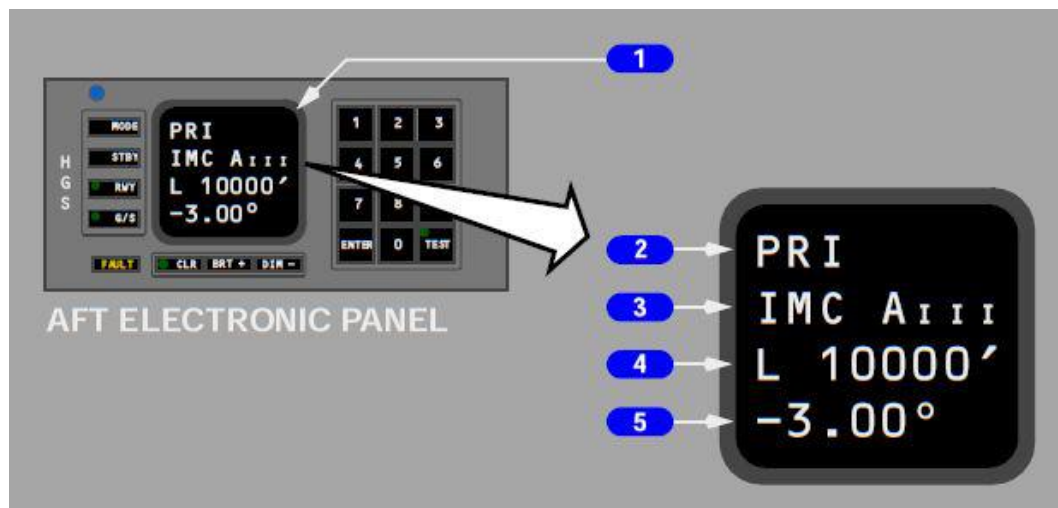 1
MODE
STBY
RWY
G/S
H
G
S
PRI
IMC AIII
L 10000′
-3.00°
1 2 3
4 5 6
7 8
ENTER 0 TEST
FAULT
CLR BRT + DIM -
AFT ELECTRONIC PANEL
2 PRI
3 IMC AIII
4 L 10000′
5 -3.00°